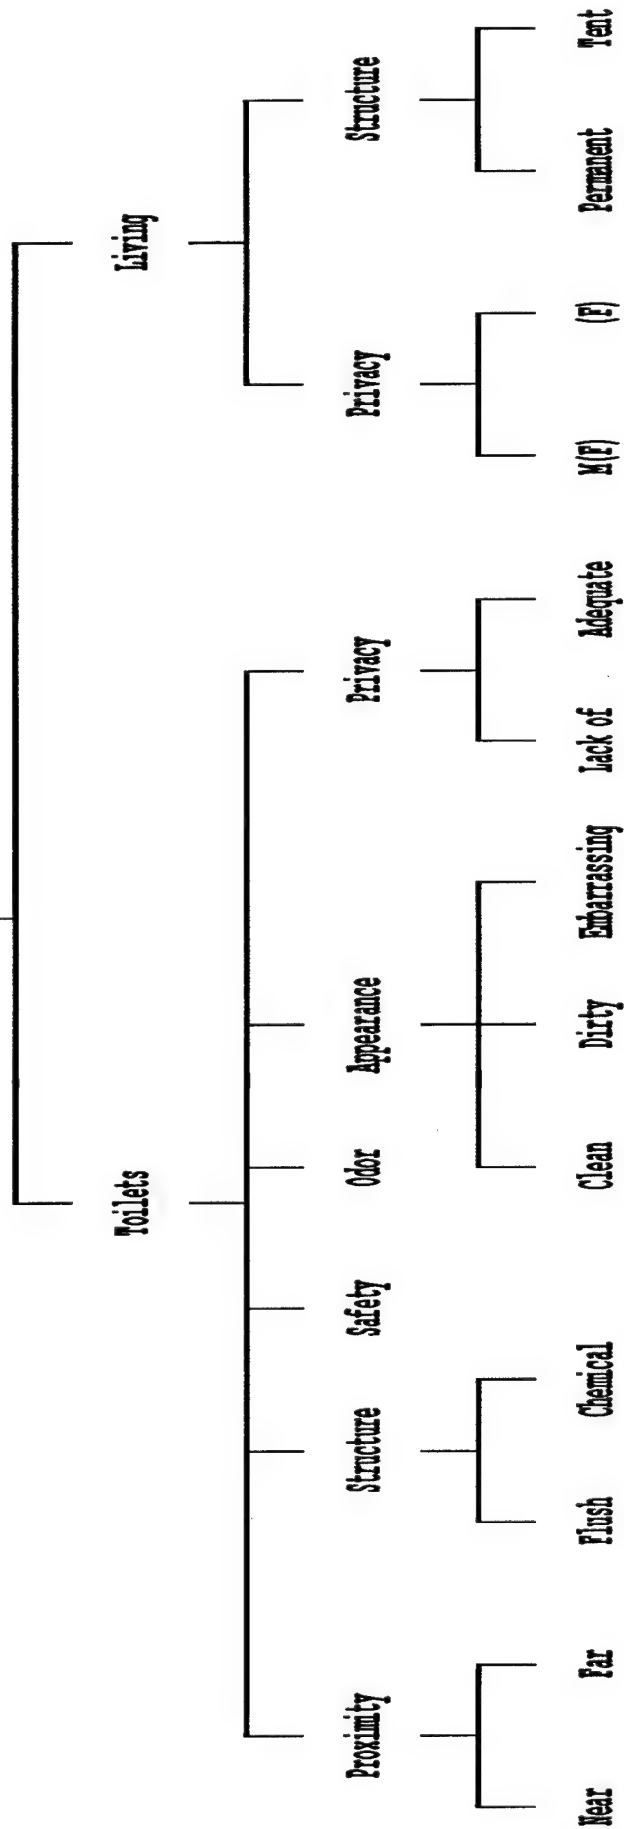 Toilets Living
Proximity Structure Safety Odor Appearance Privacy Privacy Structure
Near Far Flush Chemical Clean Dirty Embarrassing Lack of Adequate M(F) (F) Permanent Tent